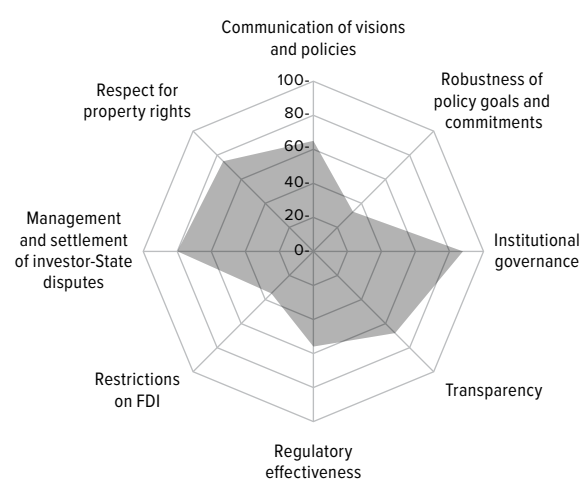 Communication of visions
and policies
Robustness of
policy goals and
commitments
Institutional
governance
Transparency
Regulatory
effectiveness
Restrictions
on FDI
Management
and settlement
of investor-State
disputes
Respect for
property rights
100-
80-
60-
40-
20-
0-